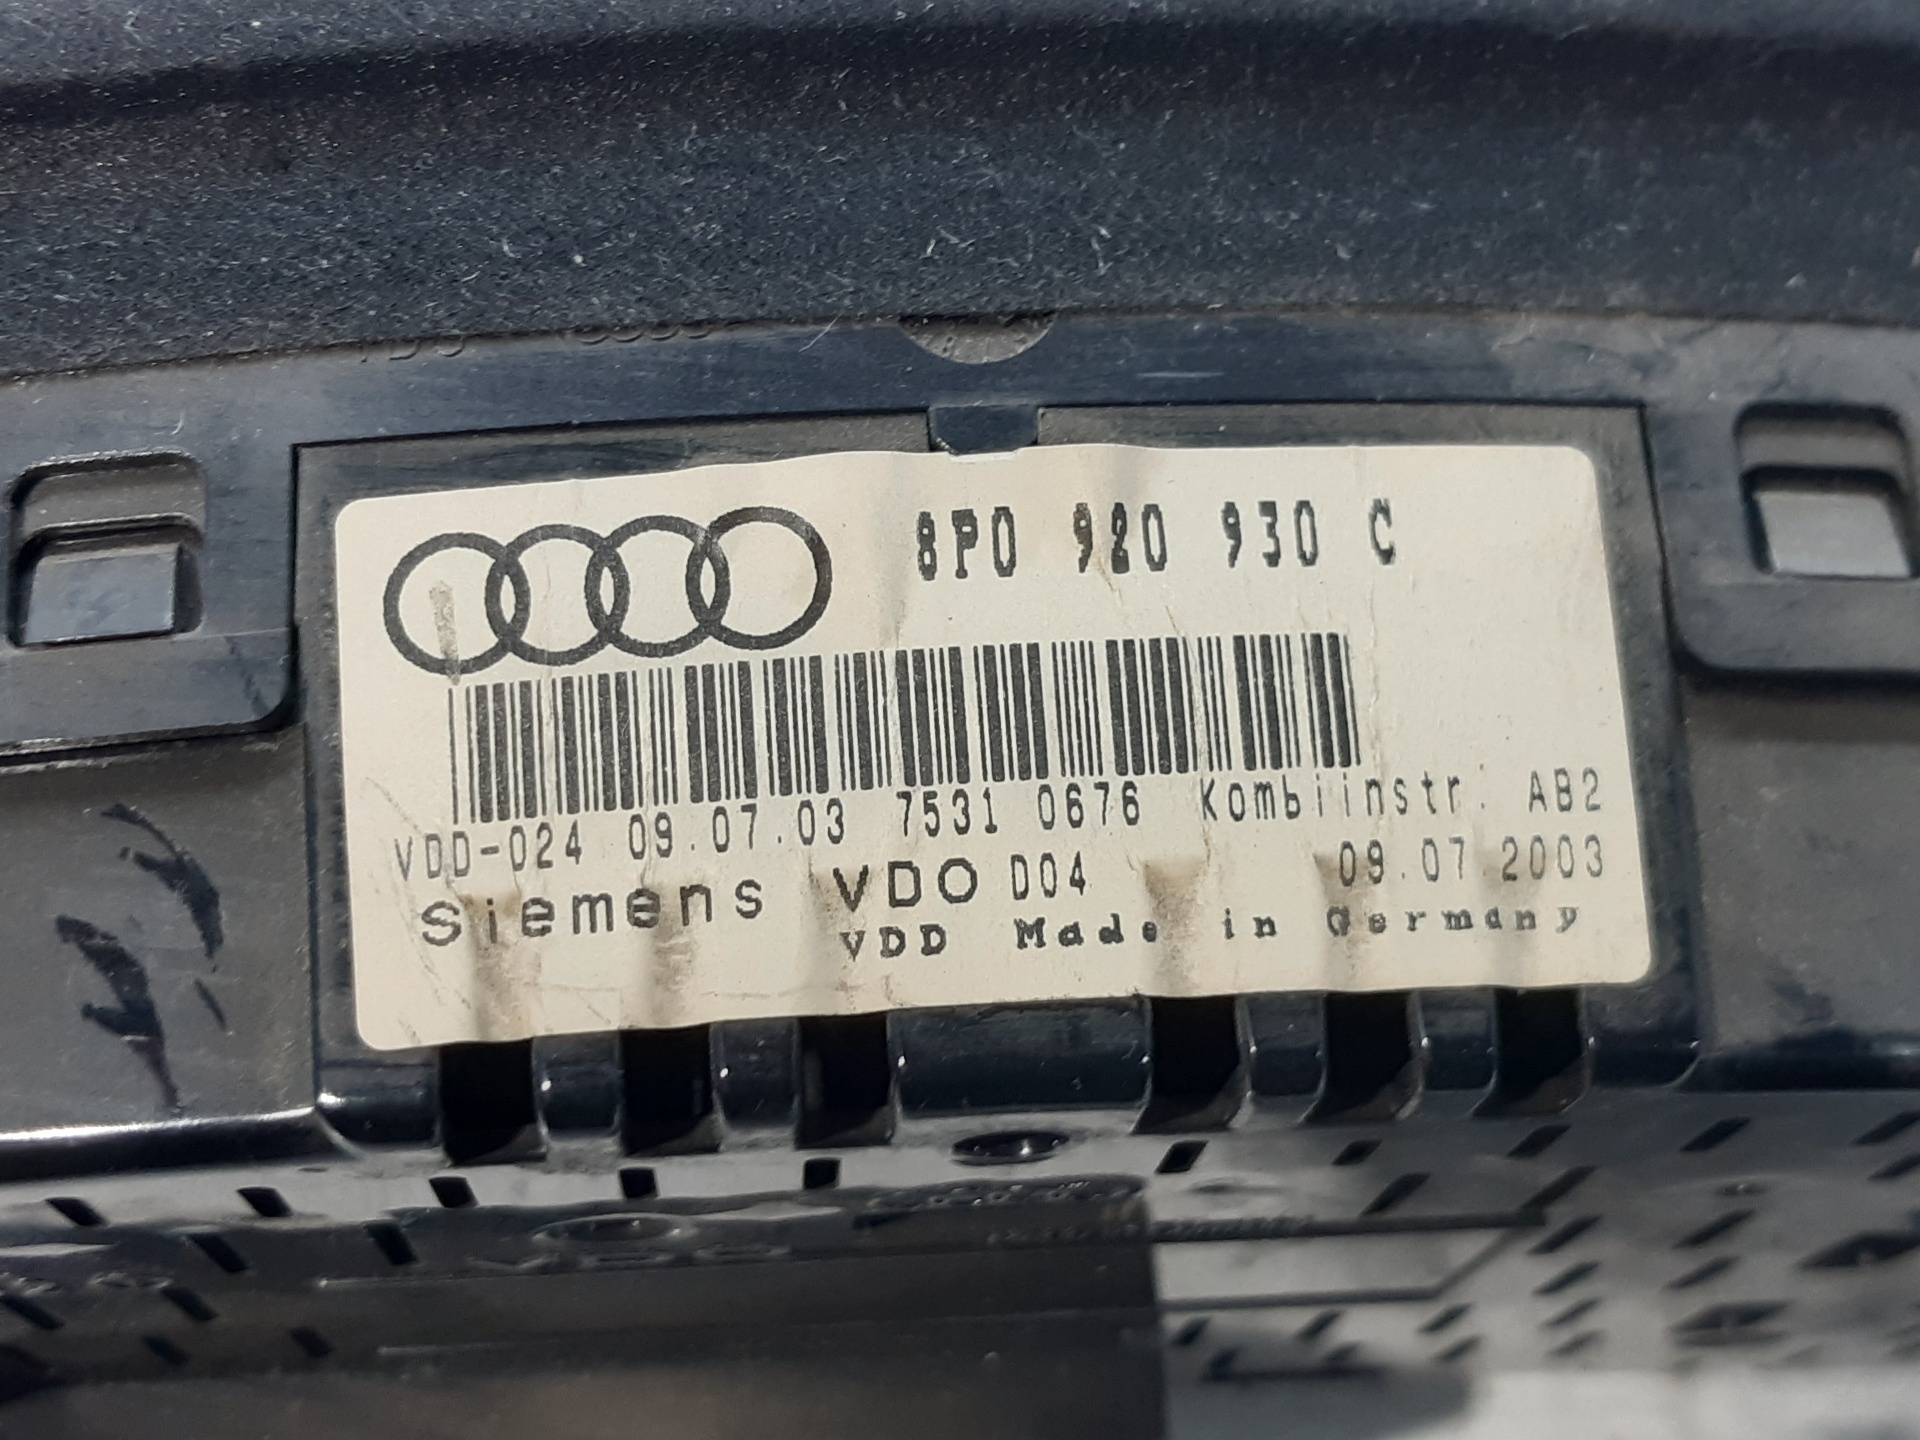 8P0 920 930 C
VDD-024 09.07.03 7531 0676 Kombiinstr. AB2
Siemens VDO D04 09.07.2003
VDD Made in Germany